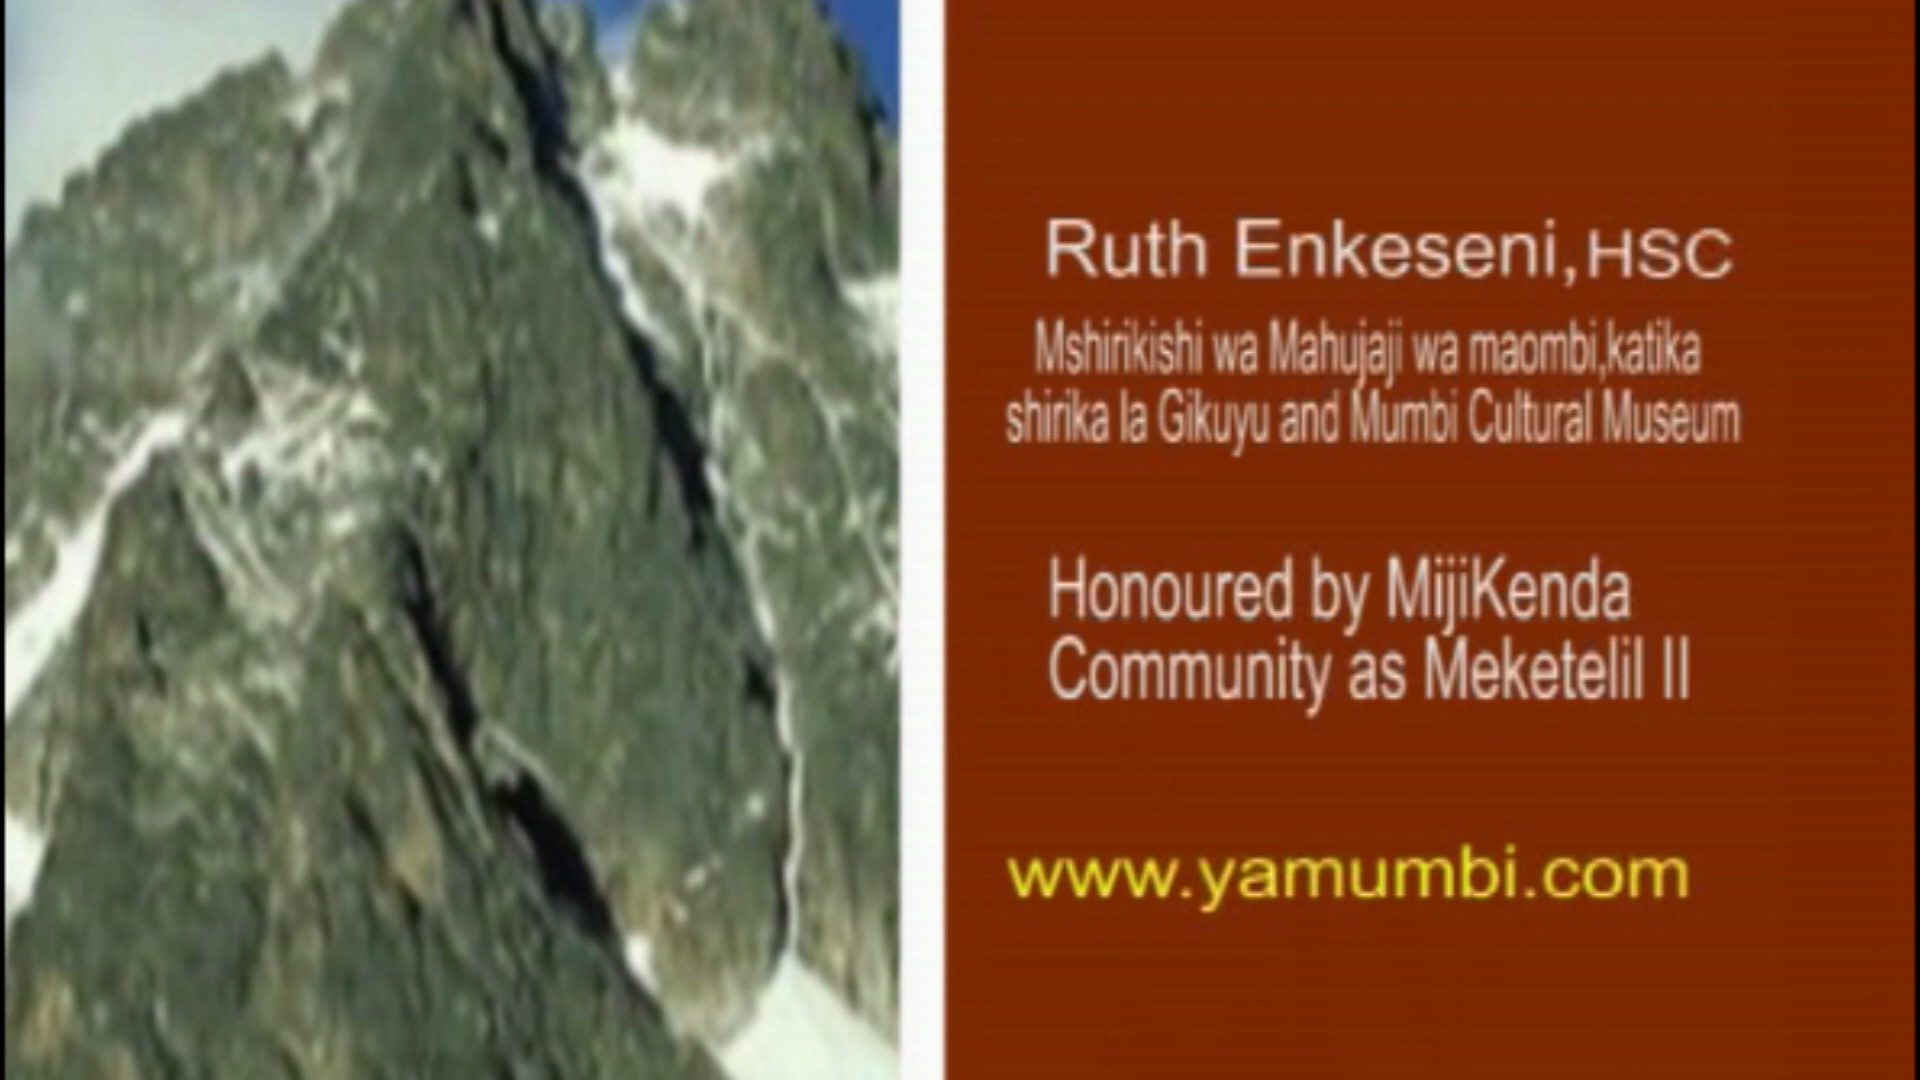 Ruth Enkeseni, HSC
Mshirikishi wa Mahujaji wa maombi,katika
shirika la Gikuyu and Mumbi Cultural Museum
Honoured by MijiKenda
Community as Meketelil II
www.yamumbi.com